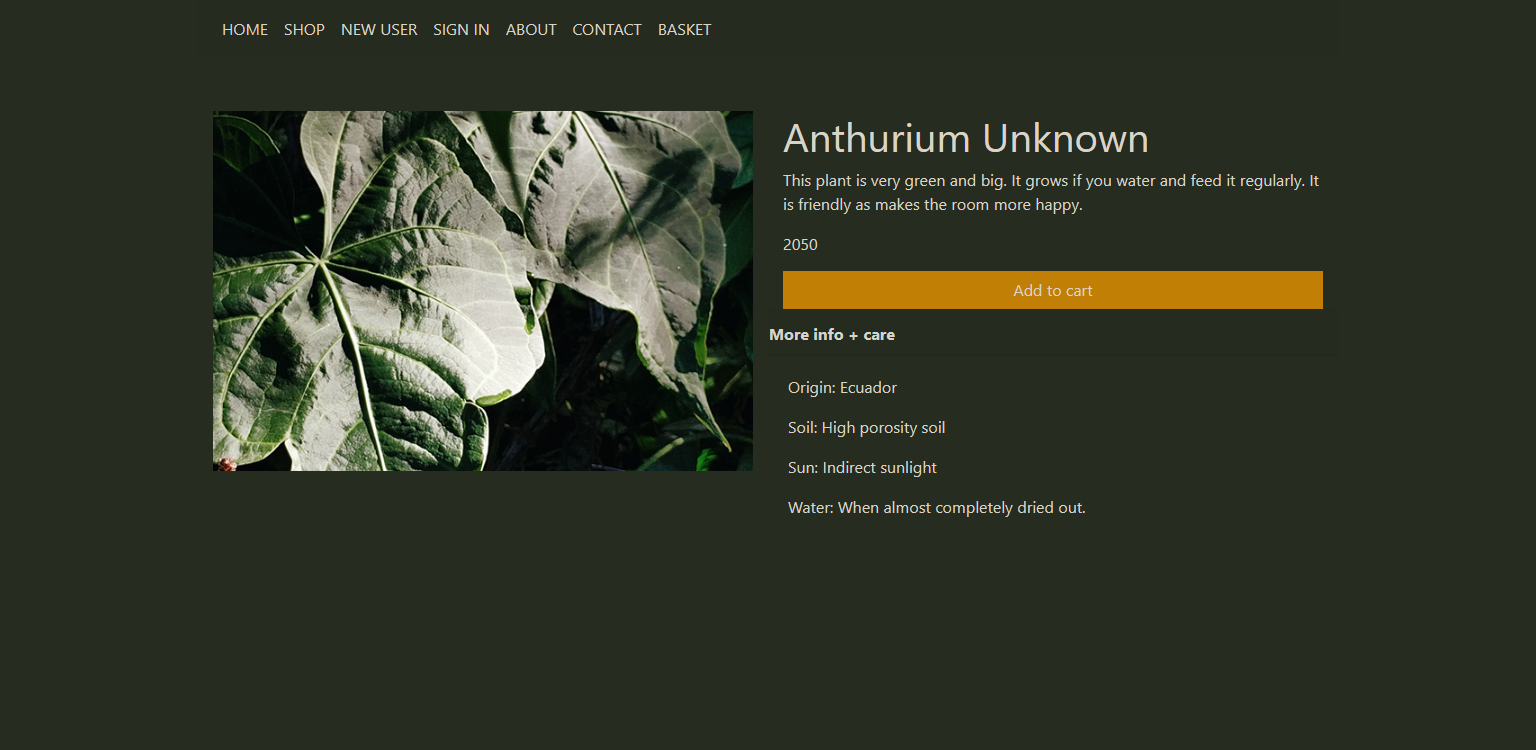 HOME SHOP NEW USER SIGN IN ABOUT CONTACT BASKET
Anthurium Unknown
This plant is very green and big. It grows if you water and feed it regularly. It
is friendly as makes the room more happy.
2050
Add to cart
More info + care
Origin: Ecuador
Soil: High porosity soil
Sun: Indirect sunlight
Water: When almost completely dried out.